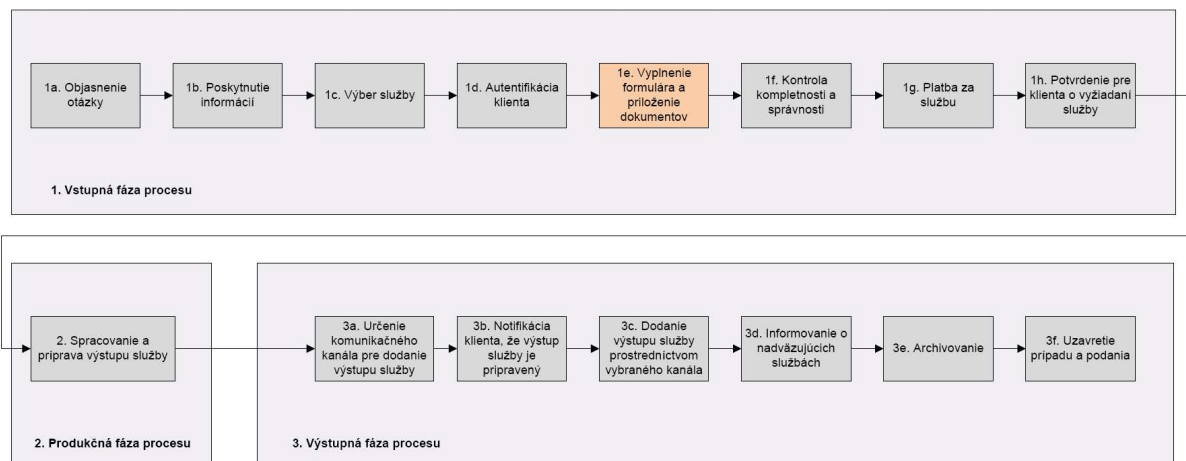 1a. Objasnenie
otázky
1b. Poskytnutie
informácií
1c. Výber služby
1d. Autentifikácia
klienta
1e. Vyplnenie
formulára a
priloženie
dokumentov
1f. Kontrola
kompletnosti a
správnosti
1g. Platba za
službu
1h. Potvrdenie pre
klienta o vyžiadaní
služby
1. Vstupná fáza procesu
2. Spracovanie a
príprava výstupu služby
2. Produkčná fáza procesu
3a. Určenie
komunikačného
kanála pre dodanie
výstupu služby
3b. Notifikácia
klienta, že výstup
služby je
pripravený
3c. Dodanie
výstupu služby
prostredníctvom
vybraného kanála
3d. Informovanie o
nadväzujúcich
službách
3e. Archivovanie
3f. Uzavretie
prípadu a podania
3. Výstupná fáza procesu